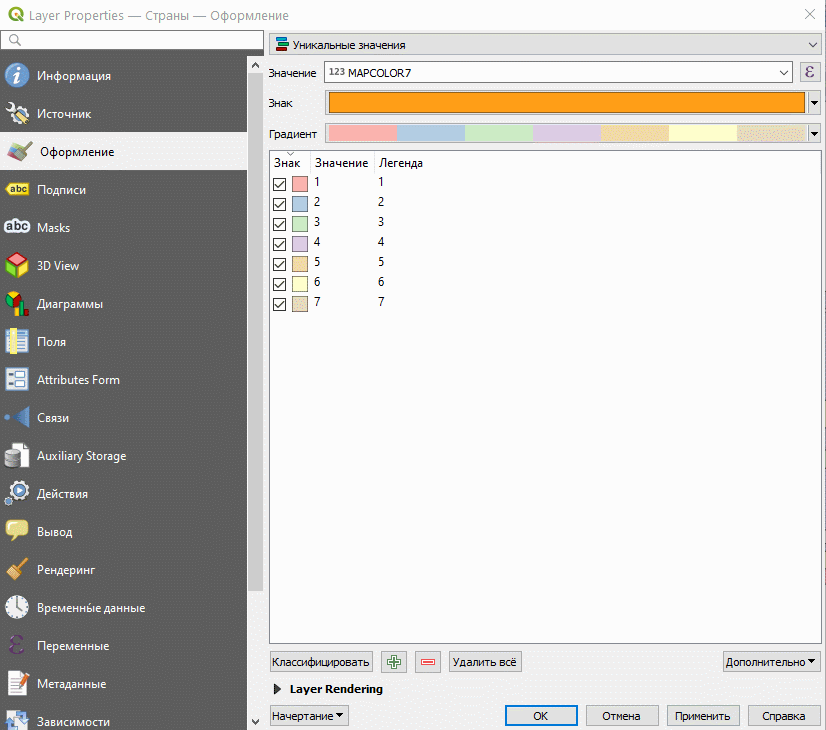 Layer Properties — Страны — Оформление
Уникальные значения
Значение 123 MAPCOLOR7 ε
Знак
Градиент
Знак Значение Легенда
1 1
2 2
3 3
4 4
5 5
6 6
7 7
Информация
Источник
Оформление
abc Подписи
abc Masks
3D View
Диаграммы
Поля
Attributes Form
Связи
Auxiliary Storage
Действия
Вывод
Рендеринг
Временны́е данные
ε Переменные
Метаданные
Зависимости
Классифицировать Удалить всё Дополнительно
Layer Rendering
Начертание OK Отмена Применить Справка